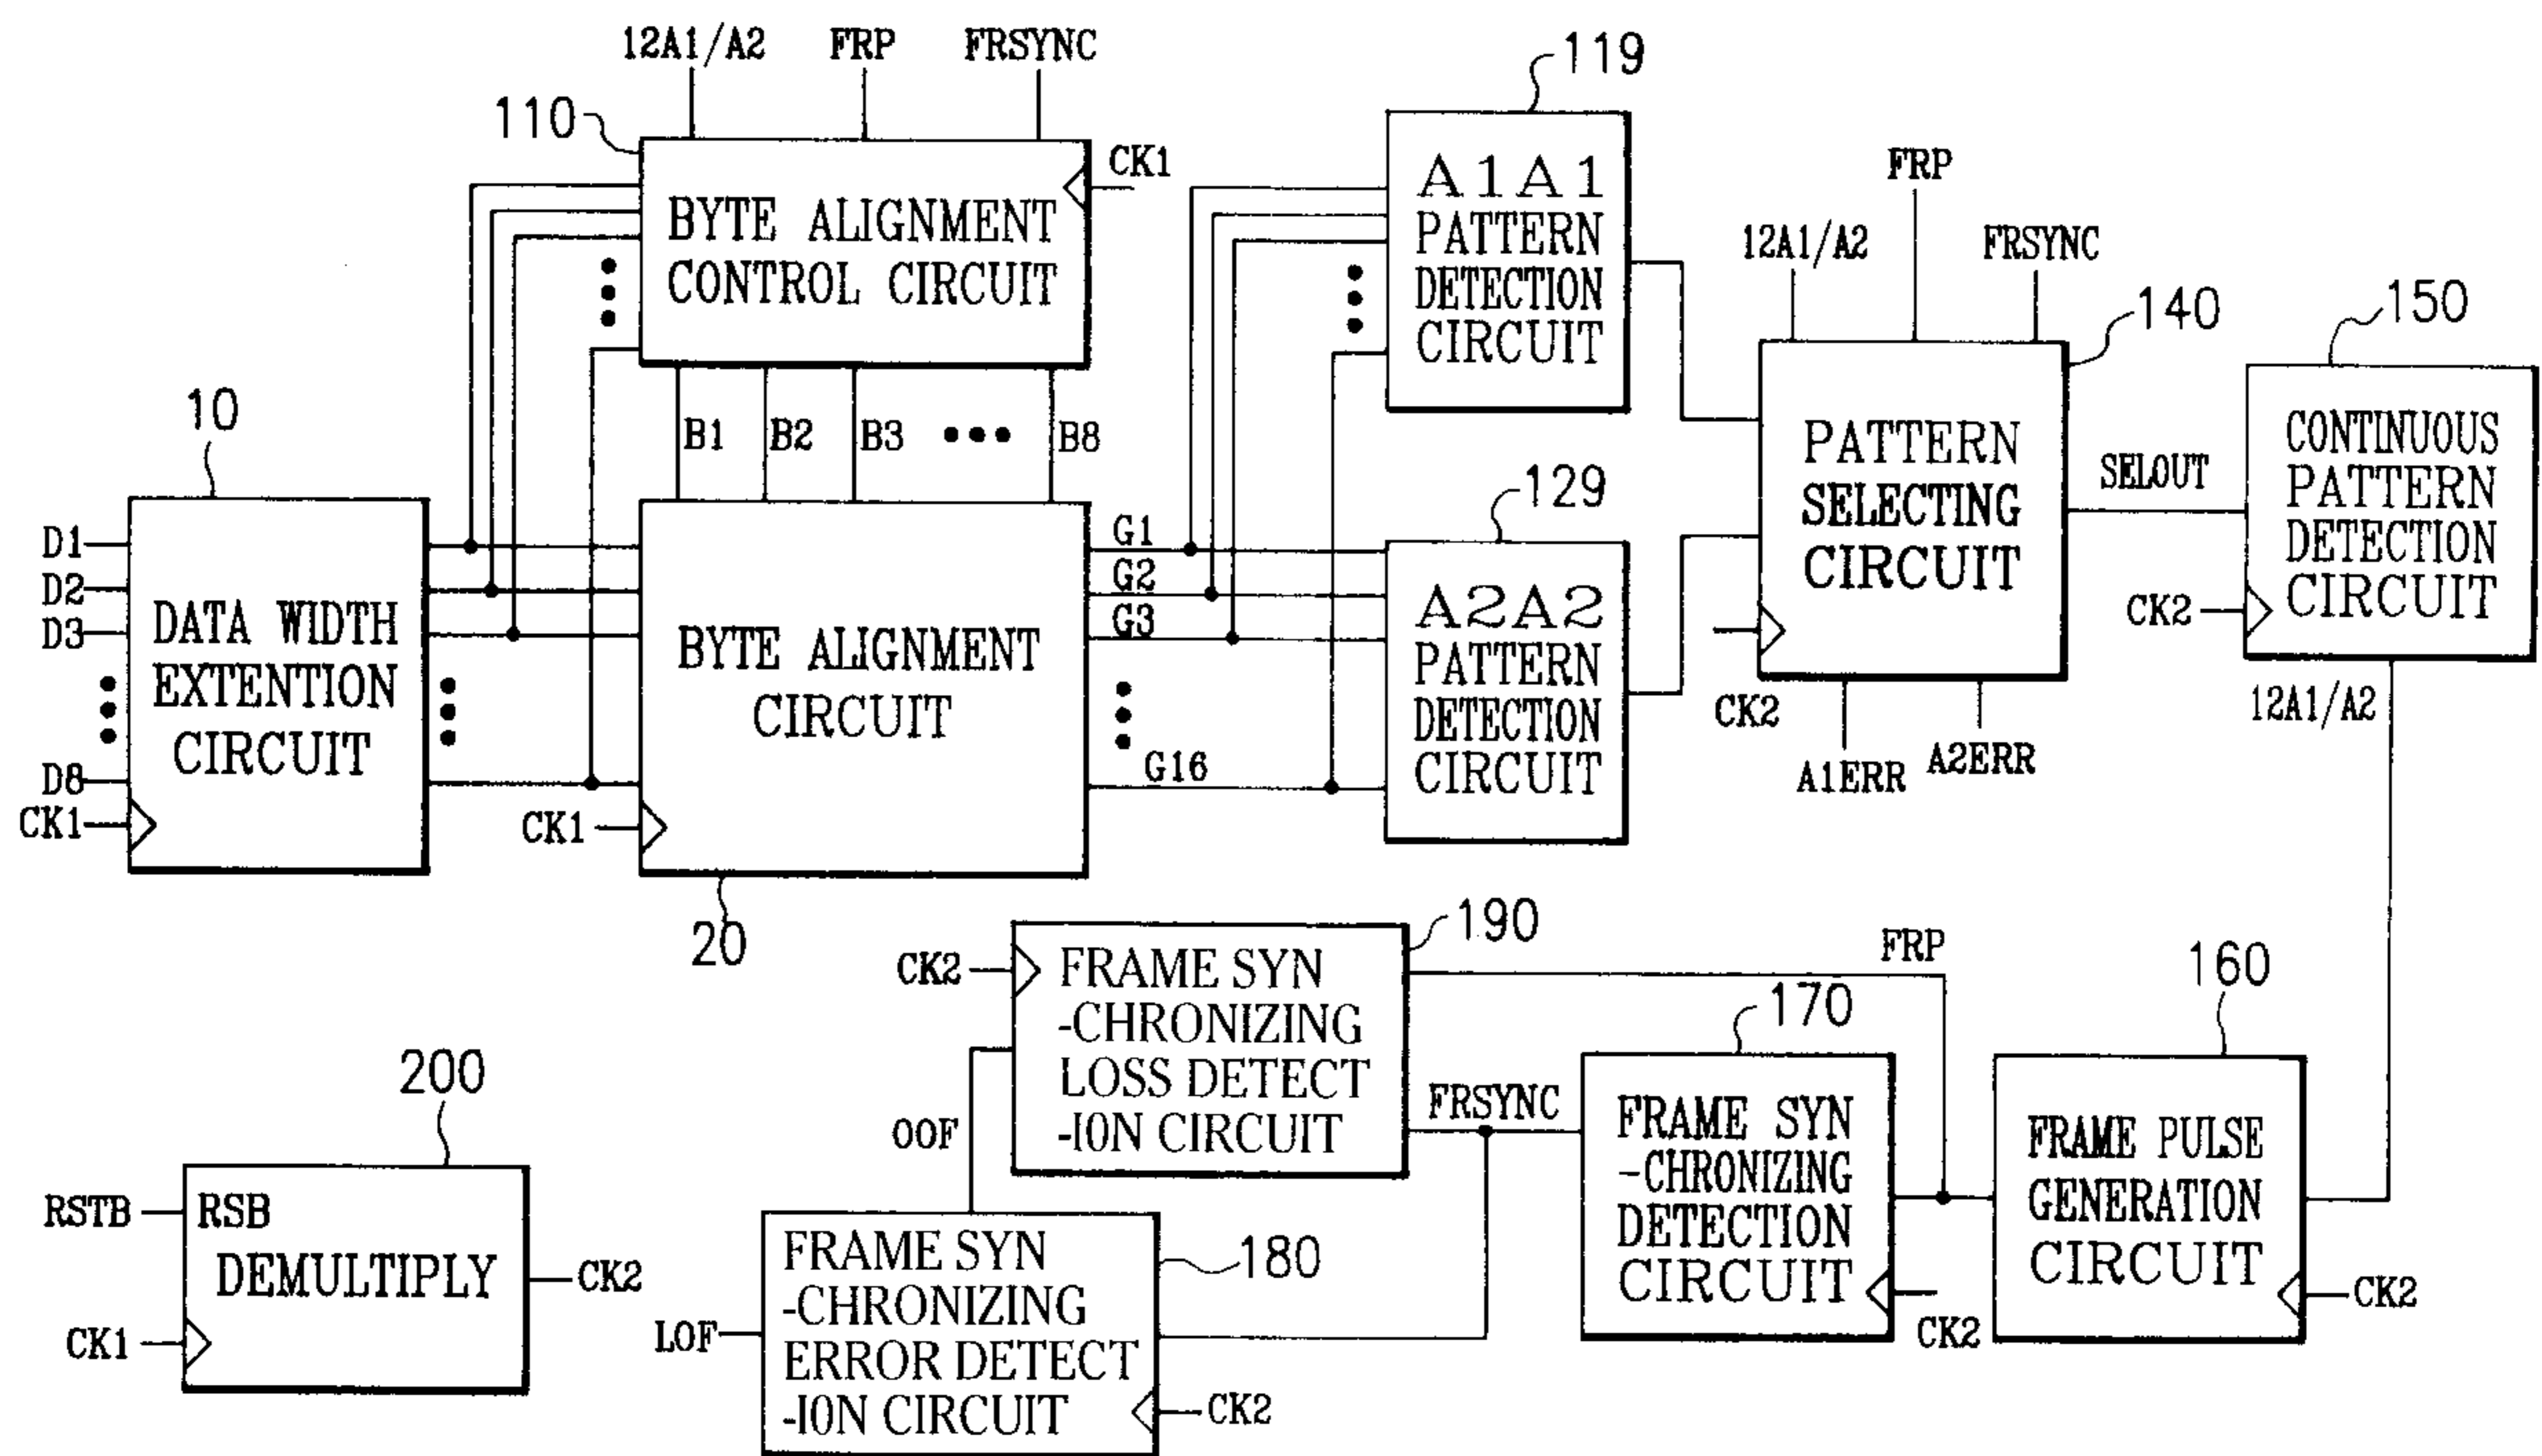 12A1/A2 FRP FRSYNC
110
CK1
BYTE ALIGNMENT
CONTROL CIRCUIT
B1 B2 B3 B8
10
D1
D2
D3
D8
CK1
DATA WIDTH
EXTENTION
CIRCUIT
CK1
BYTE ALIGNMENT
CIRCUIT
20
G1
G2
G3
G16
119
A1A1
PATTERN
DETECTION
CIRCUIT
129
A2A2
PATTERN
DETECTION
CIRCUIT
12A1/A2
FRP
FRSYNC
140
PATTERN
SELECTING
CIRCUIT
CK2
A1ERR
A2ERR
SELOUT
150
CONTINUOUS
PATTERN
DETECTION
CIRCUIT
CK2
12A1/A2
190
CK2
FRAME SYN
-CHRONIZING
LOSS DETECT
-ION CIRCUIT
FRP
OOF
FRSYNC
170
FRAME SYN
-CHRONIZING
DETECTION
CIRCUIT
CK2
160
FRAME PULSE
GENERATION
CIRCUIT
CK2
200
RSTB
RSB
DEMULTIPLY
CK1
CK2
180
FRAME SYN
-CHRONIZING
ERROR DETECT
-ION CIRCUIT
LOF
CK2